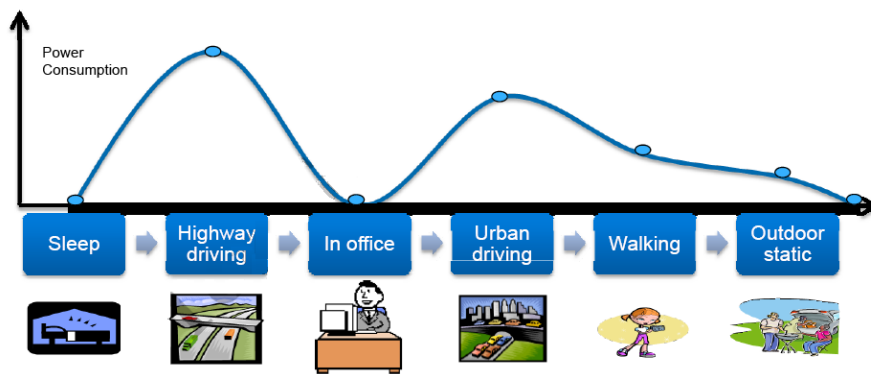 Power
Consumption
Sleep
Highway
driving
In office
Urban
driving
Walking
Outdoor
static